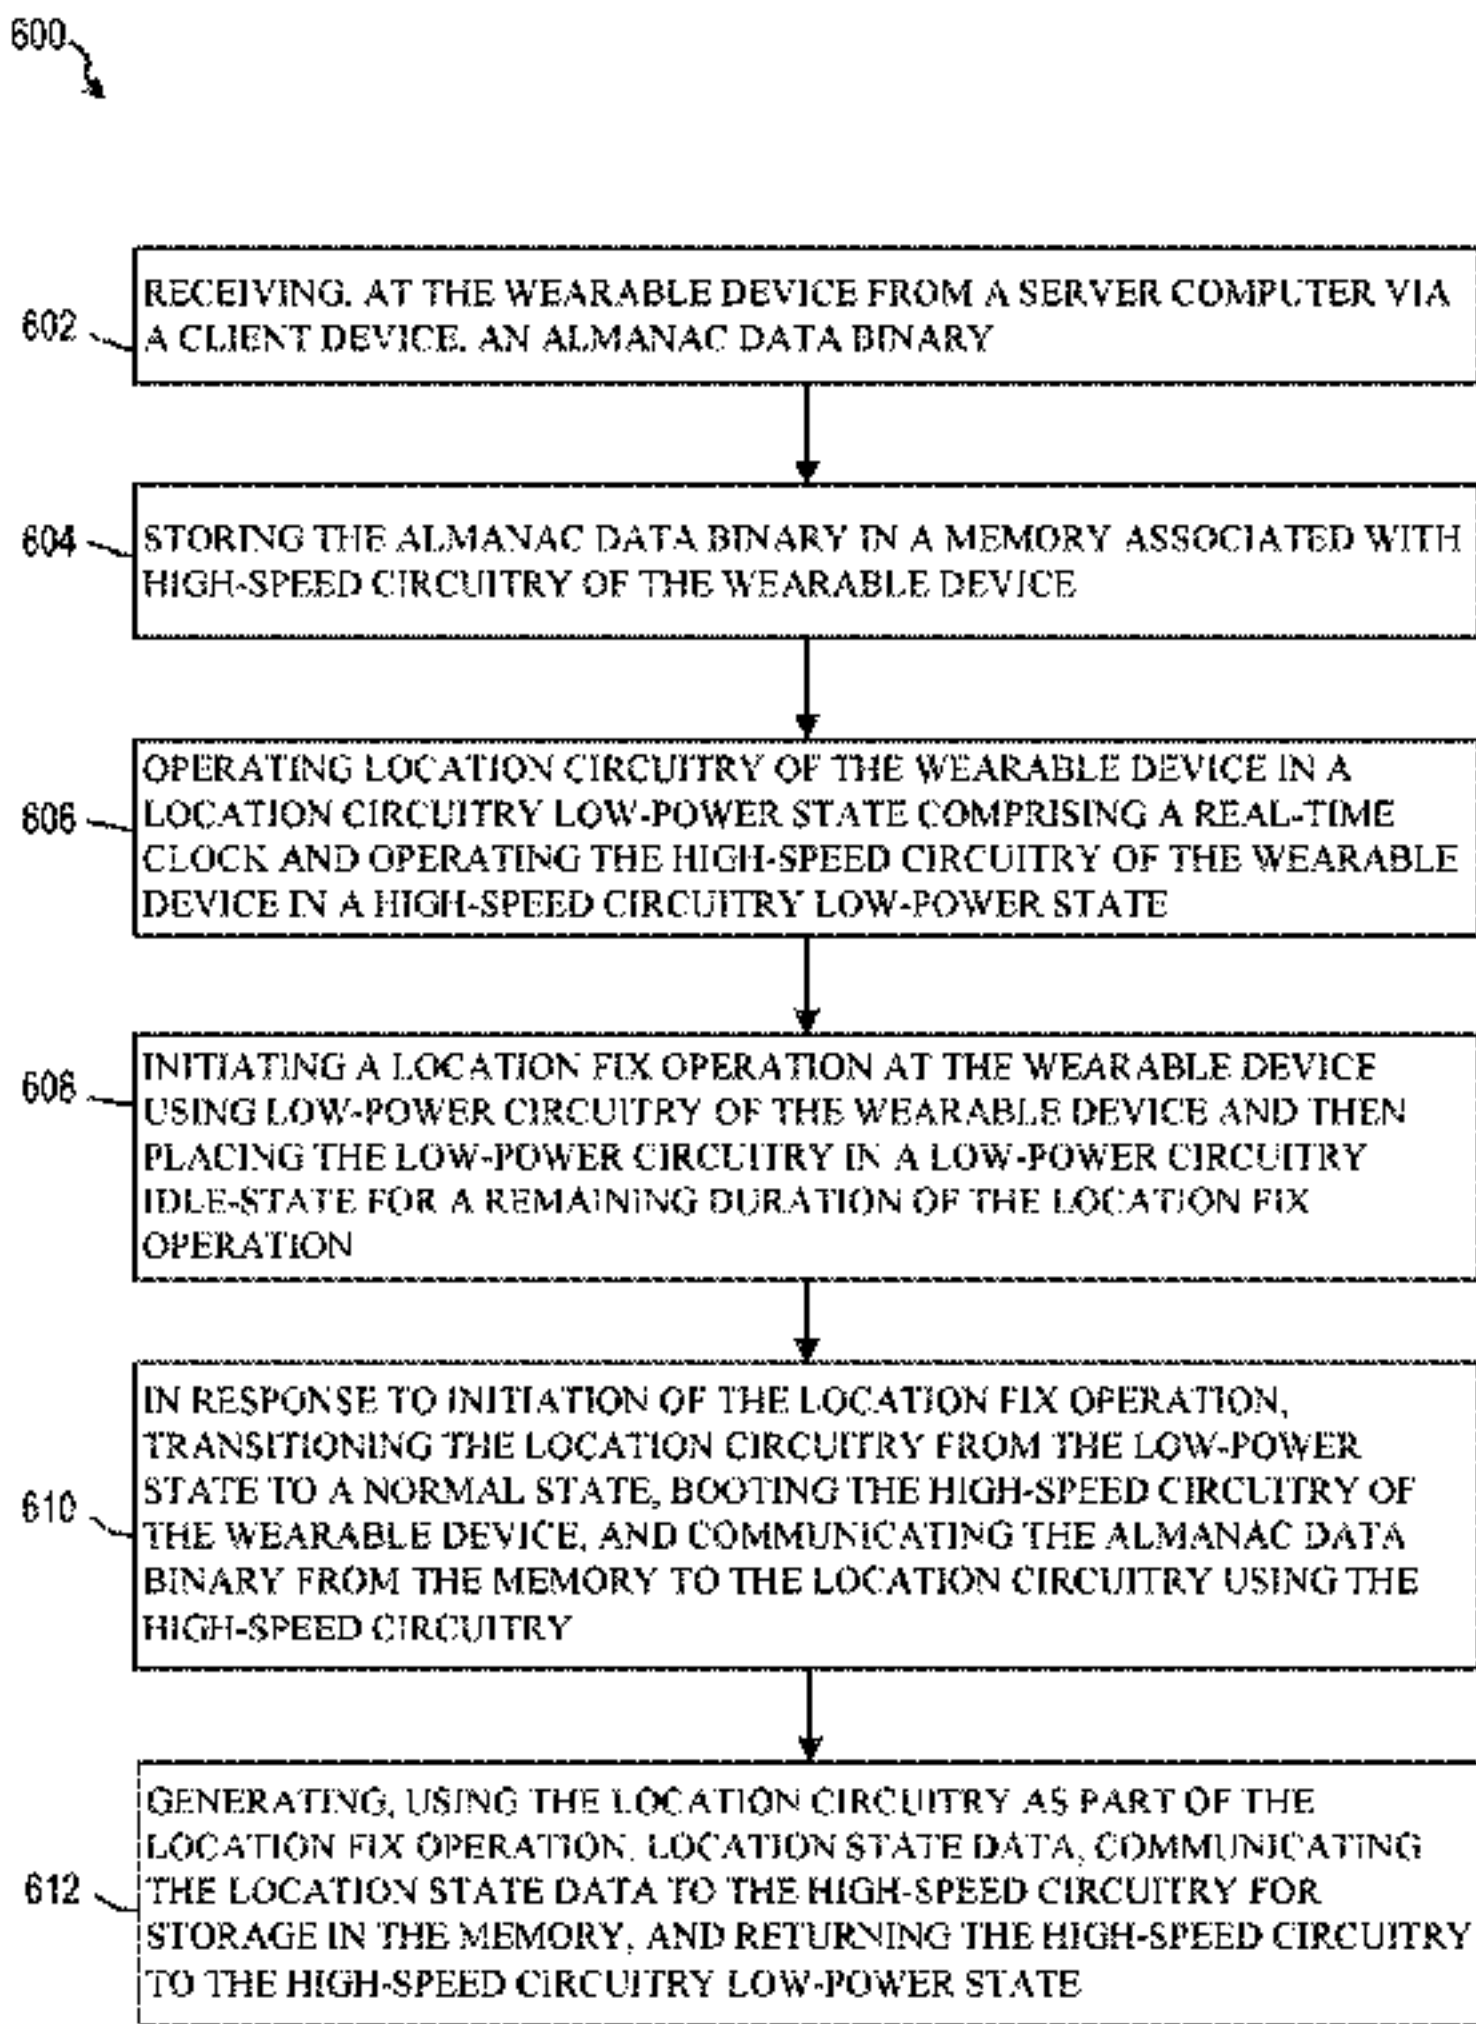 600
602
RECEIVING, AT THE WEARABLE DEVICE FROM A SERVER COMPUTER VIA
A CLIENT DEVICE, AN ALMANAC DATA BINARY
604
STORING THE ALMANAC DATA BINARY IN A MEMORY ASSOCIATED WITH
HIGH-SPEED CIRCUITRY OF THE WEARABLE DEVICE
606
OPERATING LOCATION CIRCUITRY OF THE WEARABLE DEVICE IN A
LOCATION CIRCUITRY LOW-POWER STATE COMPRISING A REAL-TIME
CLOCK AND OPERATING THE HIGH-SPEED CIRCUITRY OF THE WEARABLE
DEVICE IN A HIGH-SPEED CIRCUITRY LOW-POWER STATE
608
INITIATING A LOCATION FIX OPERATION AT THE WEARABLE DEVICE
USING LOW-POWER CIRCUITRY OF THE WEARABLE DEVICE AND THEN
PLACING THE LOW-POWER CIRCUITRY IN A LOW-POWER CIRCUITRY
IDLE-STATE FOR A REMAINING DURATION OF THE LOCATION FIX
OPERATION
610
IN RESPONSE TO INITIATION OF THE LOCATION FIX OPERATION,
TRANSITIONING THE LOCATION CIRCUITRY FROM THE LOW-POWER
STATE TO A NORMAL STATE, BOOTING THE HIGH-SPEED CIRCUITRY OF
THE WEARABLE DEVICE, AND COMMUNICATING THE ALMANAC DATA
BINARY FROM THE MEMORY TO THE LOCATION CIRCUITRY USING THE
HIGH-SPEED CIRCUITRY
612
GENERATING, USING THE LOCATION CIRCUITRY AS PART OF THE
LOCATION FIX OPERATION, LOCATION STATE DATA, COMMUNICATING
THE LOCATION STATE DATA TO THE HIGH-SPEED CIRCUITRY FOR
STORAGE IN THE MEMORY, AND RETURNING THE HIGH-SPEED CIRCUITRY
TO THE HIGH-SPEED CIRCUITRY LOW-POWER STATE